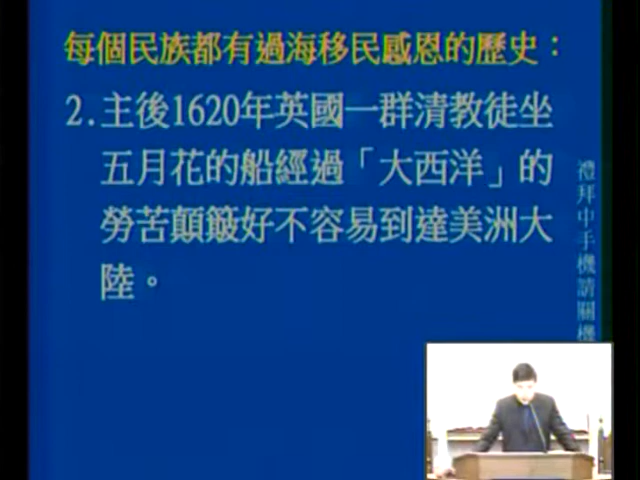 每個民族都有過海移民感恩的歷史：
2.主後1620年英國一群清教徒坐
五月花的船經過「大西洋」的
勞苦顛簸好不容易到達美洲大
陸。
禮拜中手機請關機